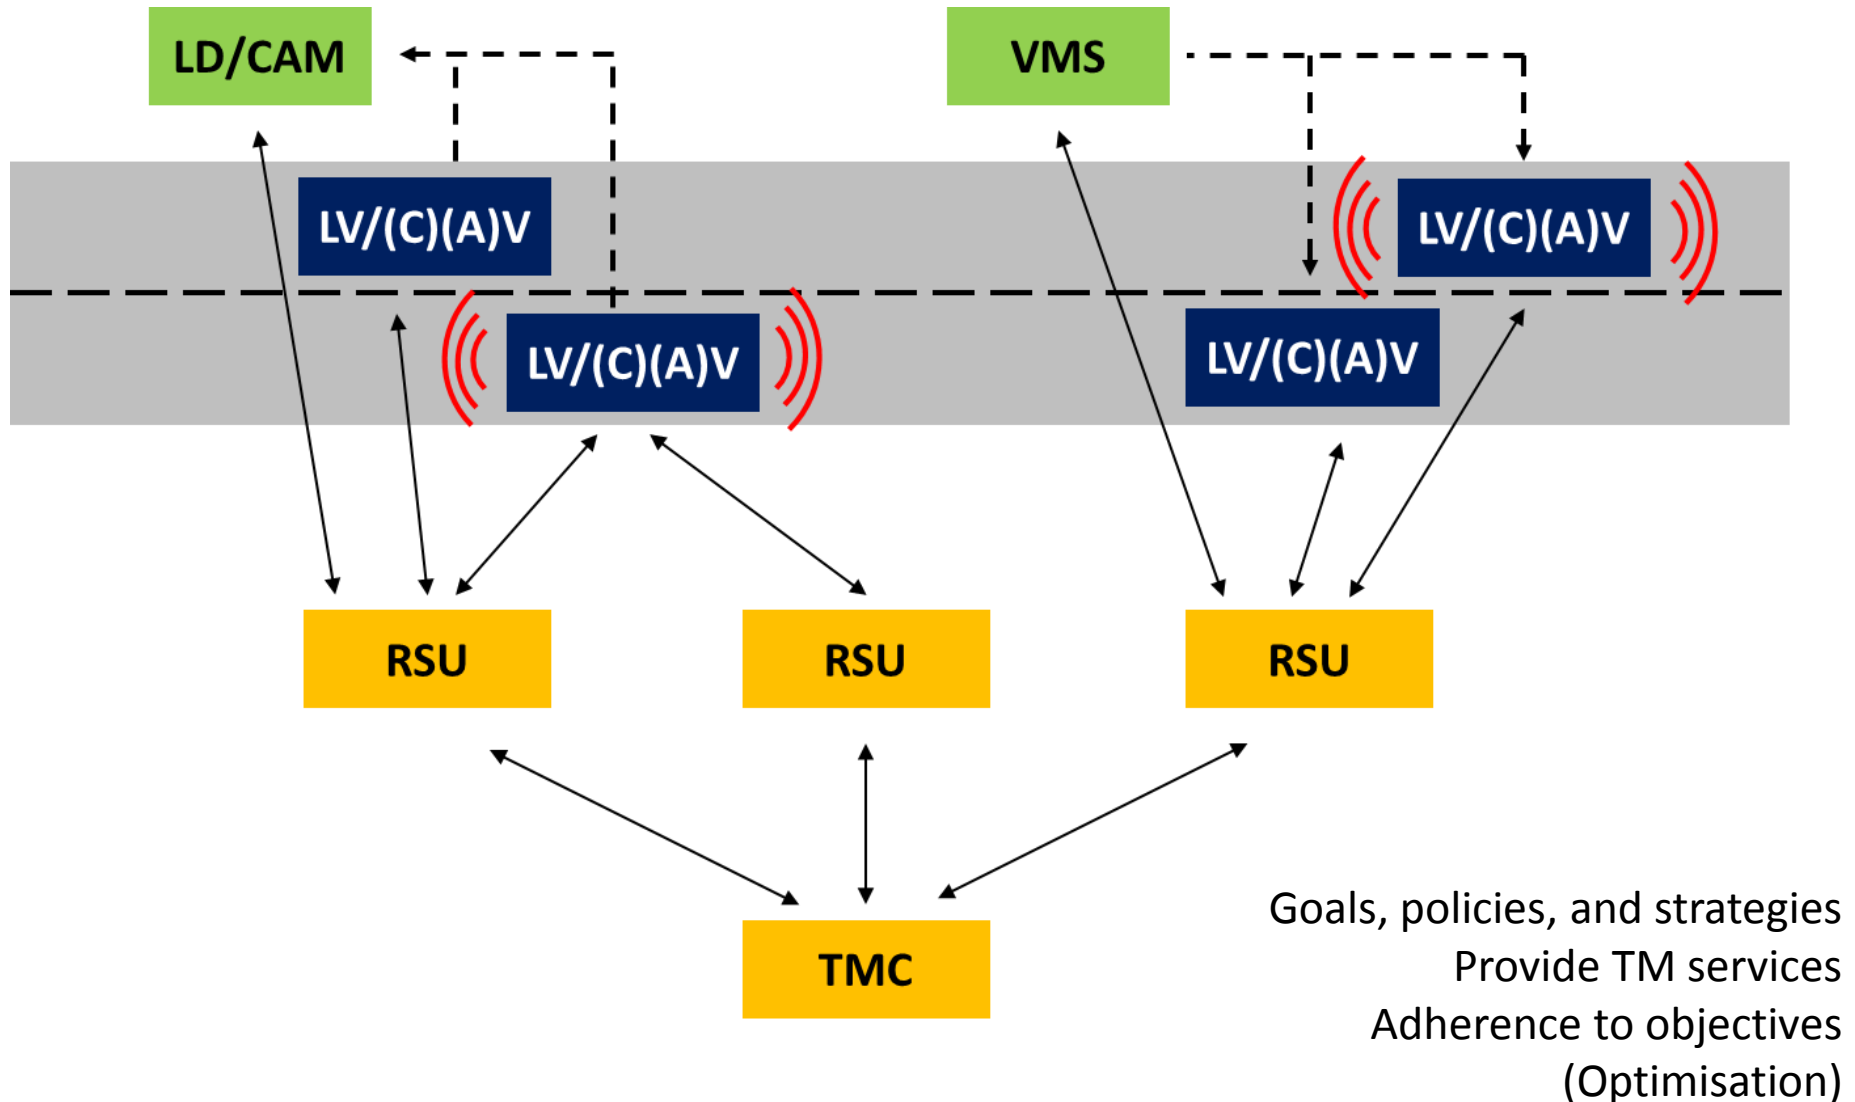 LD/CAM
VMS
LV/(C)(A)V
LV/(C)(A)V
LV/(C)(A)V
LV/(C)(A)V
RSU
RSU
RSU
TMC
Goals, policies, and strategies
Provide TM services
Adherence to objectives
(Optimisation)